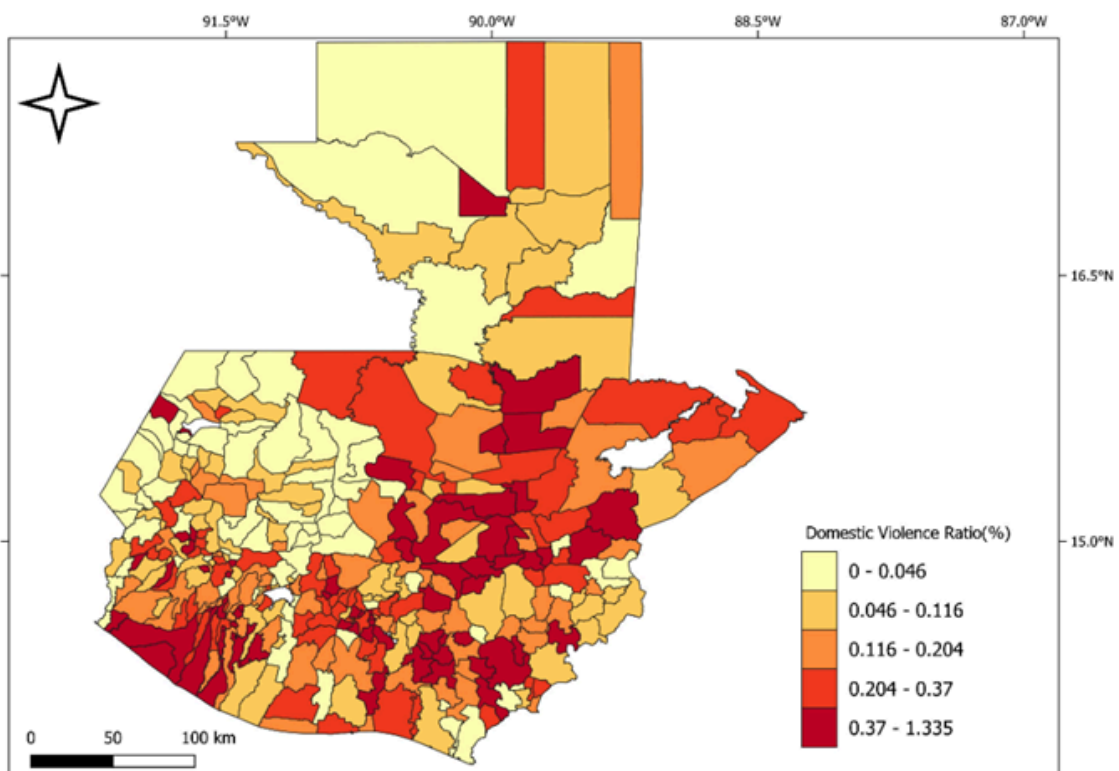 91.5°W 90.0°W 88.5°W 87.0°W
16.5°N
15.0°N
Domestic Violence Ratio(%)
0 - 0.046
0.046 - 0.116
0.116 - 0.204
0.204 - 0.37
0.37 - 1.335
0 50 100 km